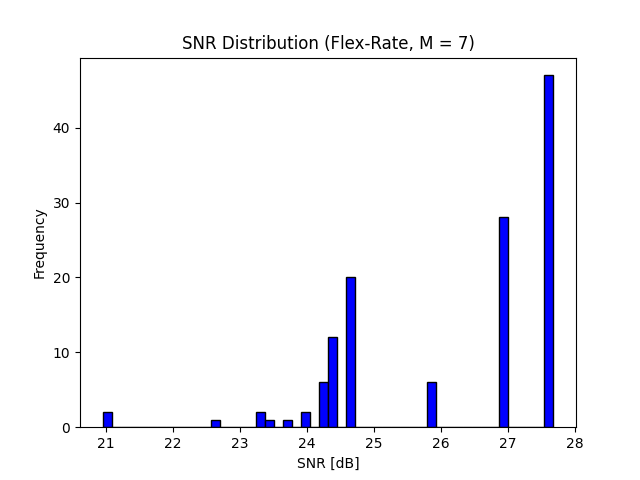 SNR Distribution (Flex-Rate, M = 7)
Frequency
40
30
20
10
0
21 22 23 24 25 26 27 28
SNR [dB]